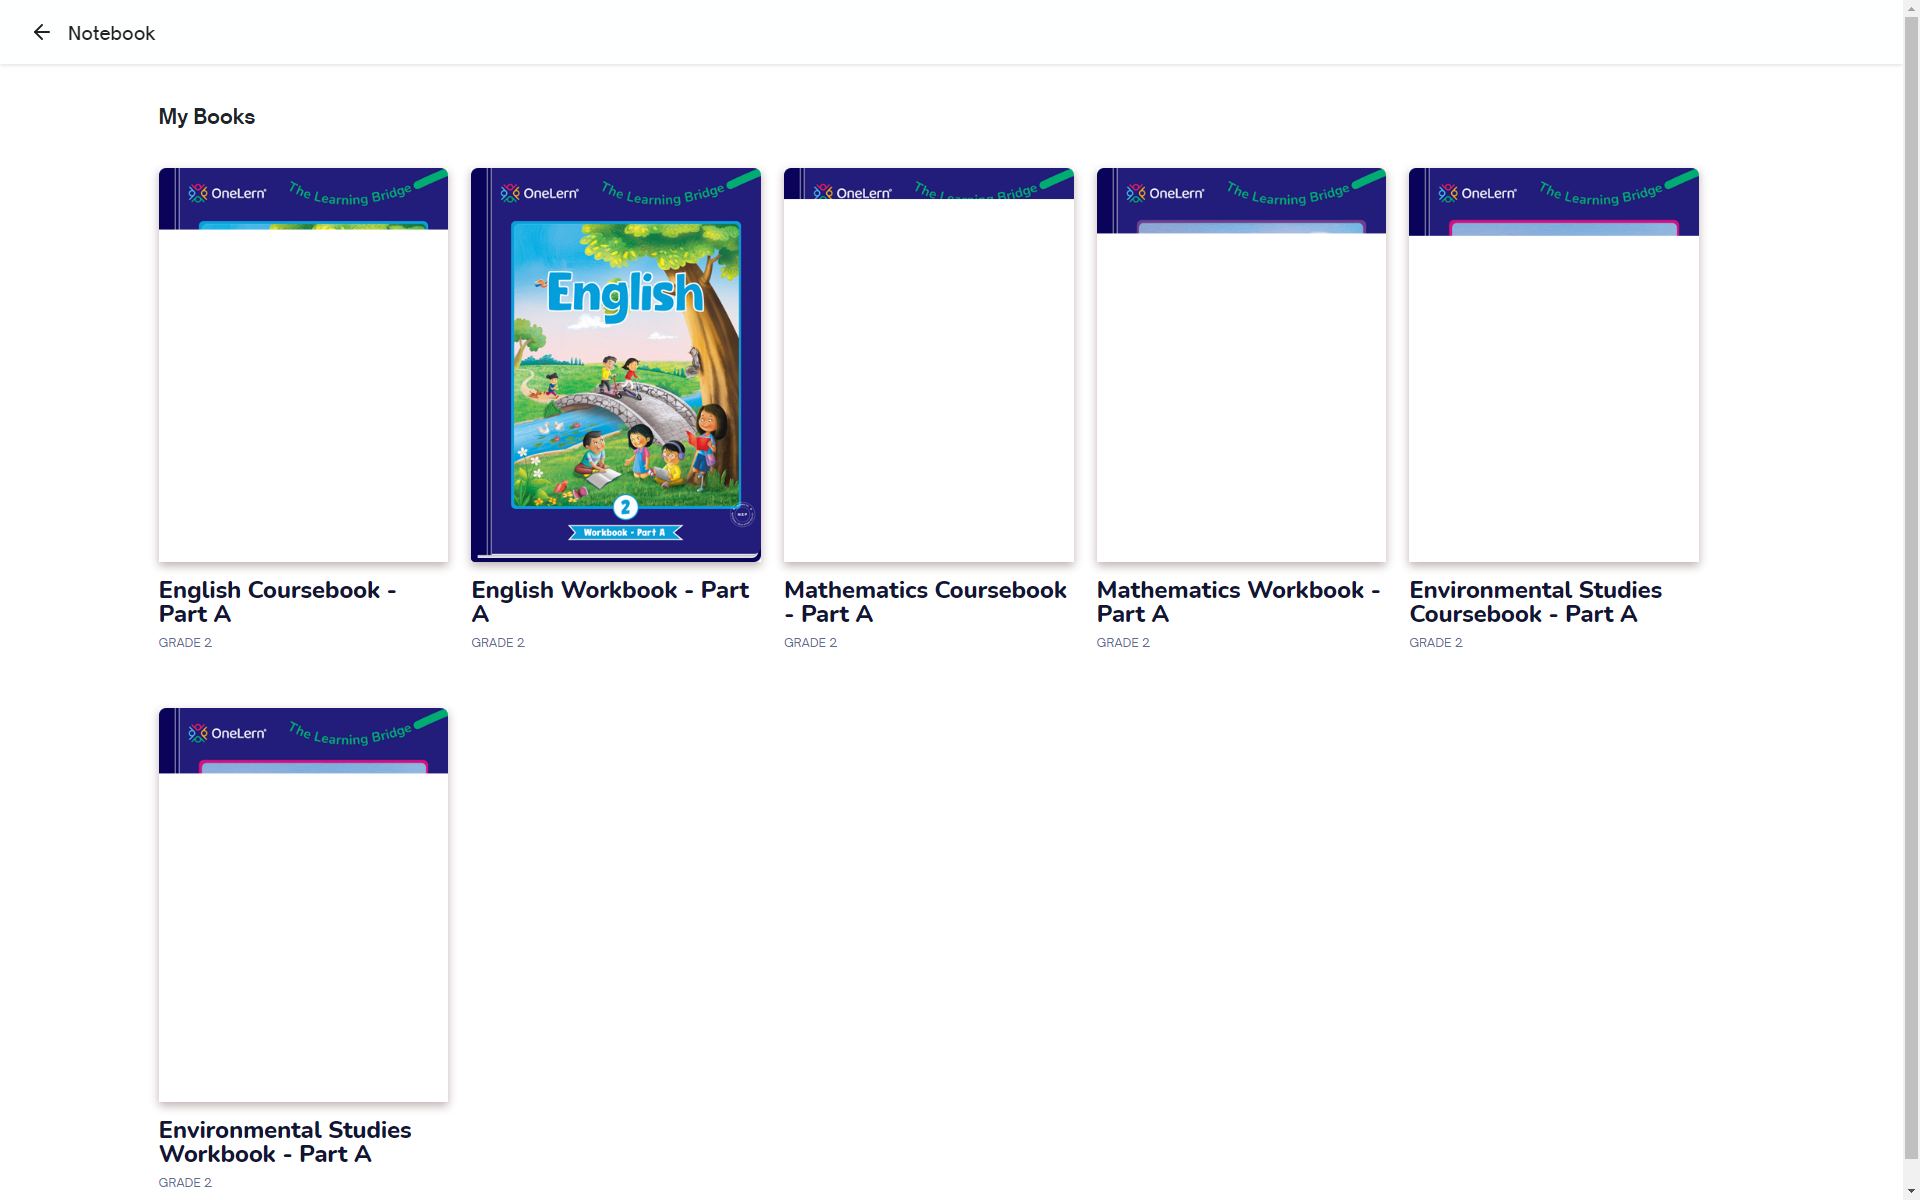 Notebook
My Books
OneLern
The Learning Bridge
OneLern
The Learning Bridge
English
2
NEP
Workbook - Part A
OneLern
The Learning Bridge
OneLern
The Learning Bridge
OneLern
The Learning Bridge
English Coursebook -
Part A
GRADE 2
English Workbook - Part
A
GRADE 2
Mathematics Coursebook
- Part A
GRADE 2
Mathematics Workbook -
Part A
GRADE 2
Environmental Studies
Coursebook - Part A
GRADE 2
OneLern
The Learning Bridge
Environmental Studies
Workbook - Part A
GRADE 2